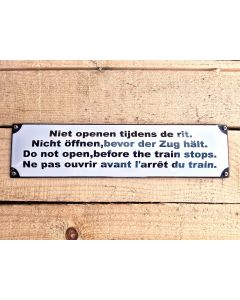 Niet openen tijdens de rit.
Nicht öffnen,bevor der Zug hält.
Do not open,before the train stops.
Ne pas ouvrir avant l'arrêt du train.